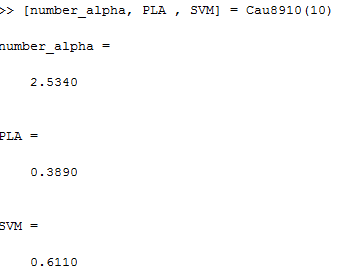 >> [number_alpha, PLA , SVM] = Cau8910(10)
number_alpha =
2.5340
PLA =
0.3890
SVM =
0.6110